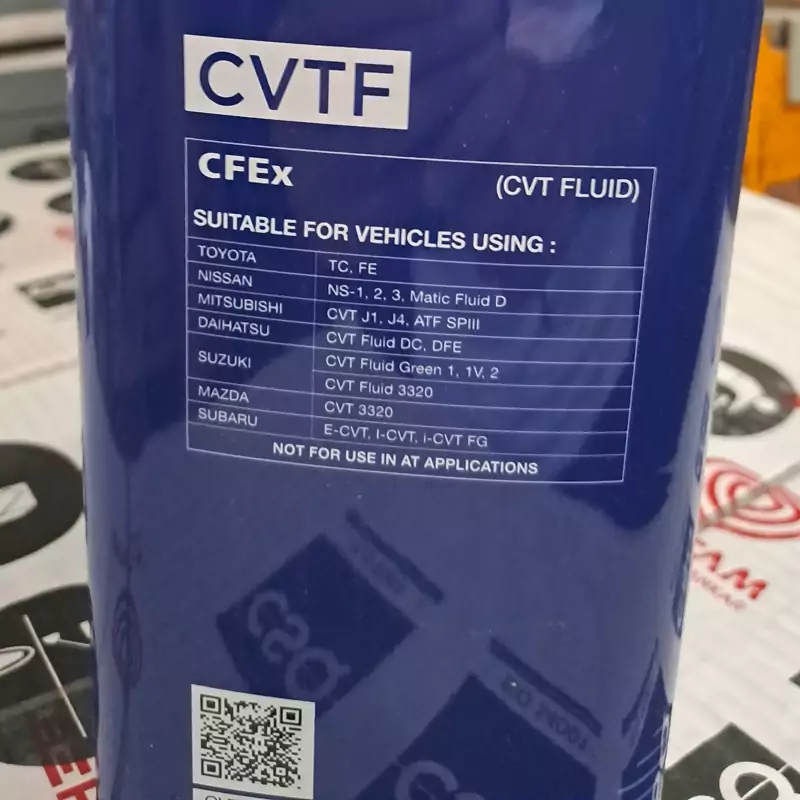 CVTF
CFEx (CVT FLUID)
SUITABLE FOR VEHICLES USING :
TOYOTA TC, FE
NISSAN NS-1, 2, 3, Matic Fluid D
MITSUBISHI CVT J1, J4, ATF SPIII
DAIHATSU CVT Fluid DC, DFE
SUZUKI CVT Fluid Green 1, 1V, 2
CVT Fluid 3320
MAZDA CVT 3320
SUBARU E-CVT, I-CVT, i-CVT FG
NOT FOR USE IN AT APPLICATIONS